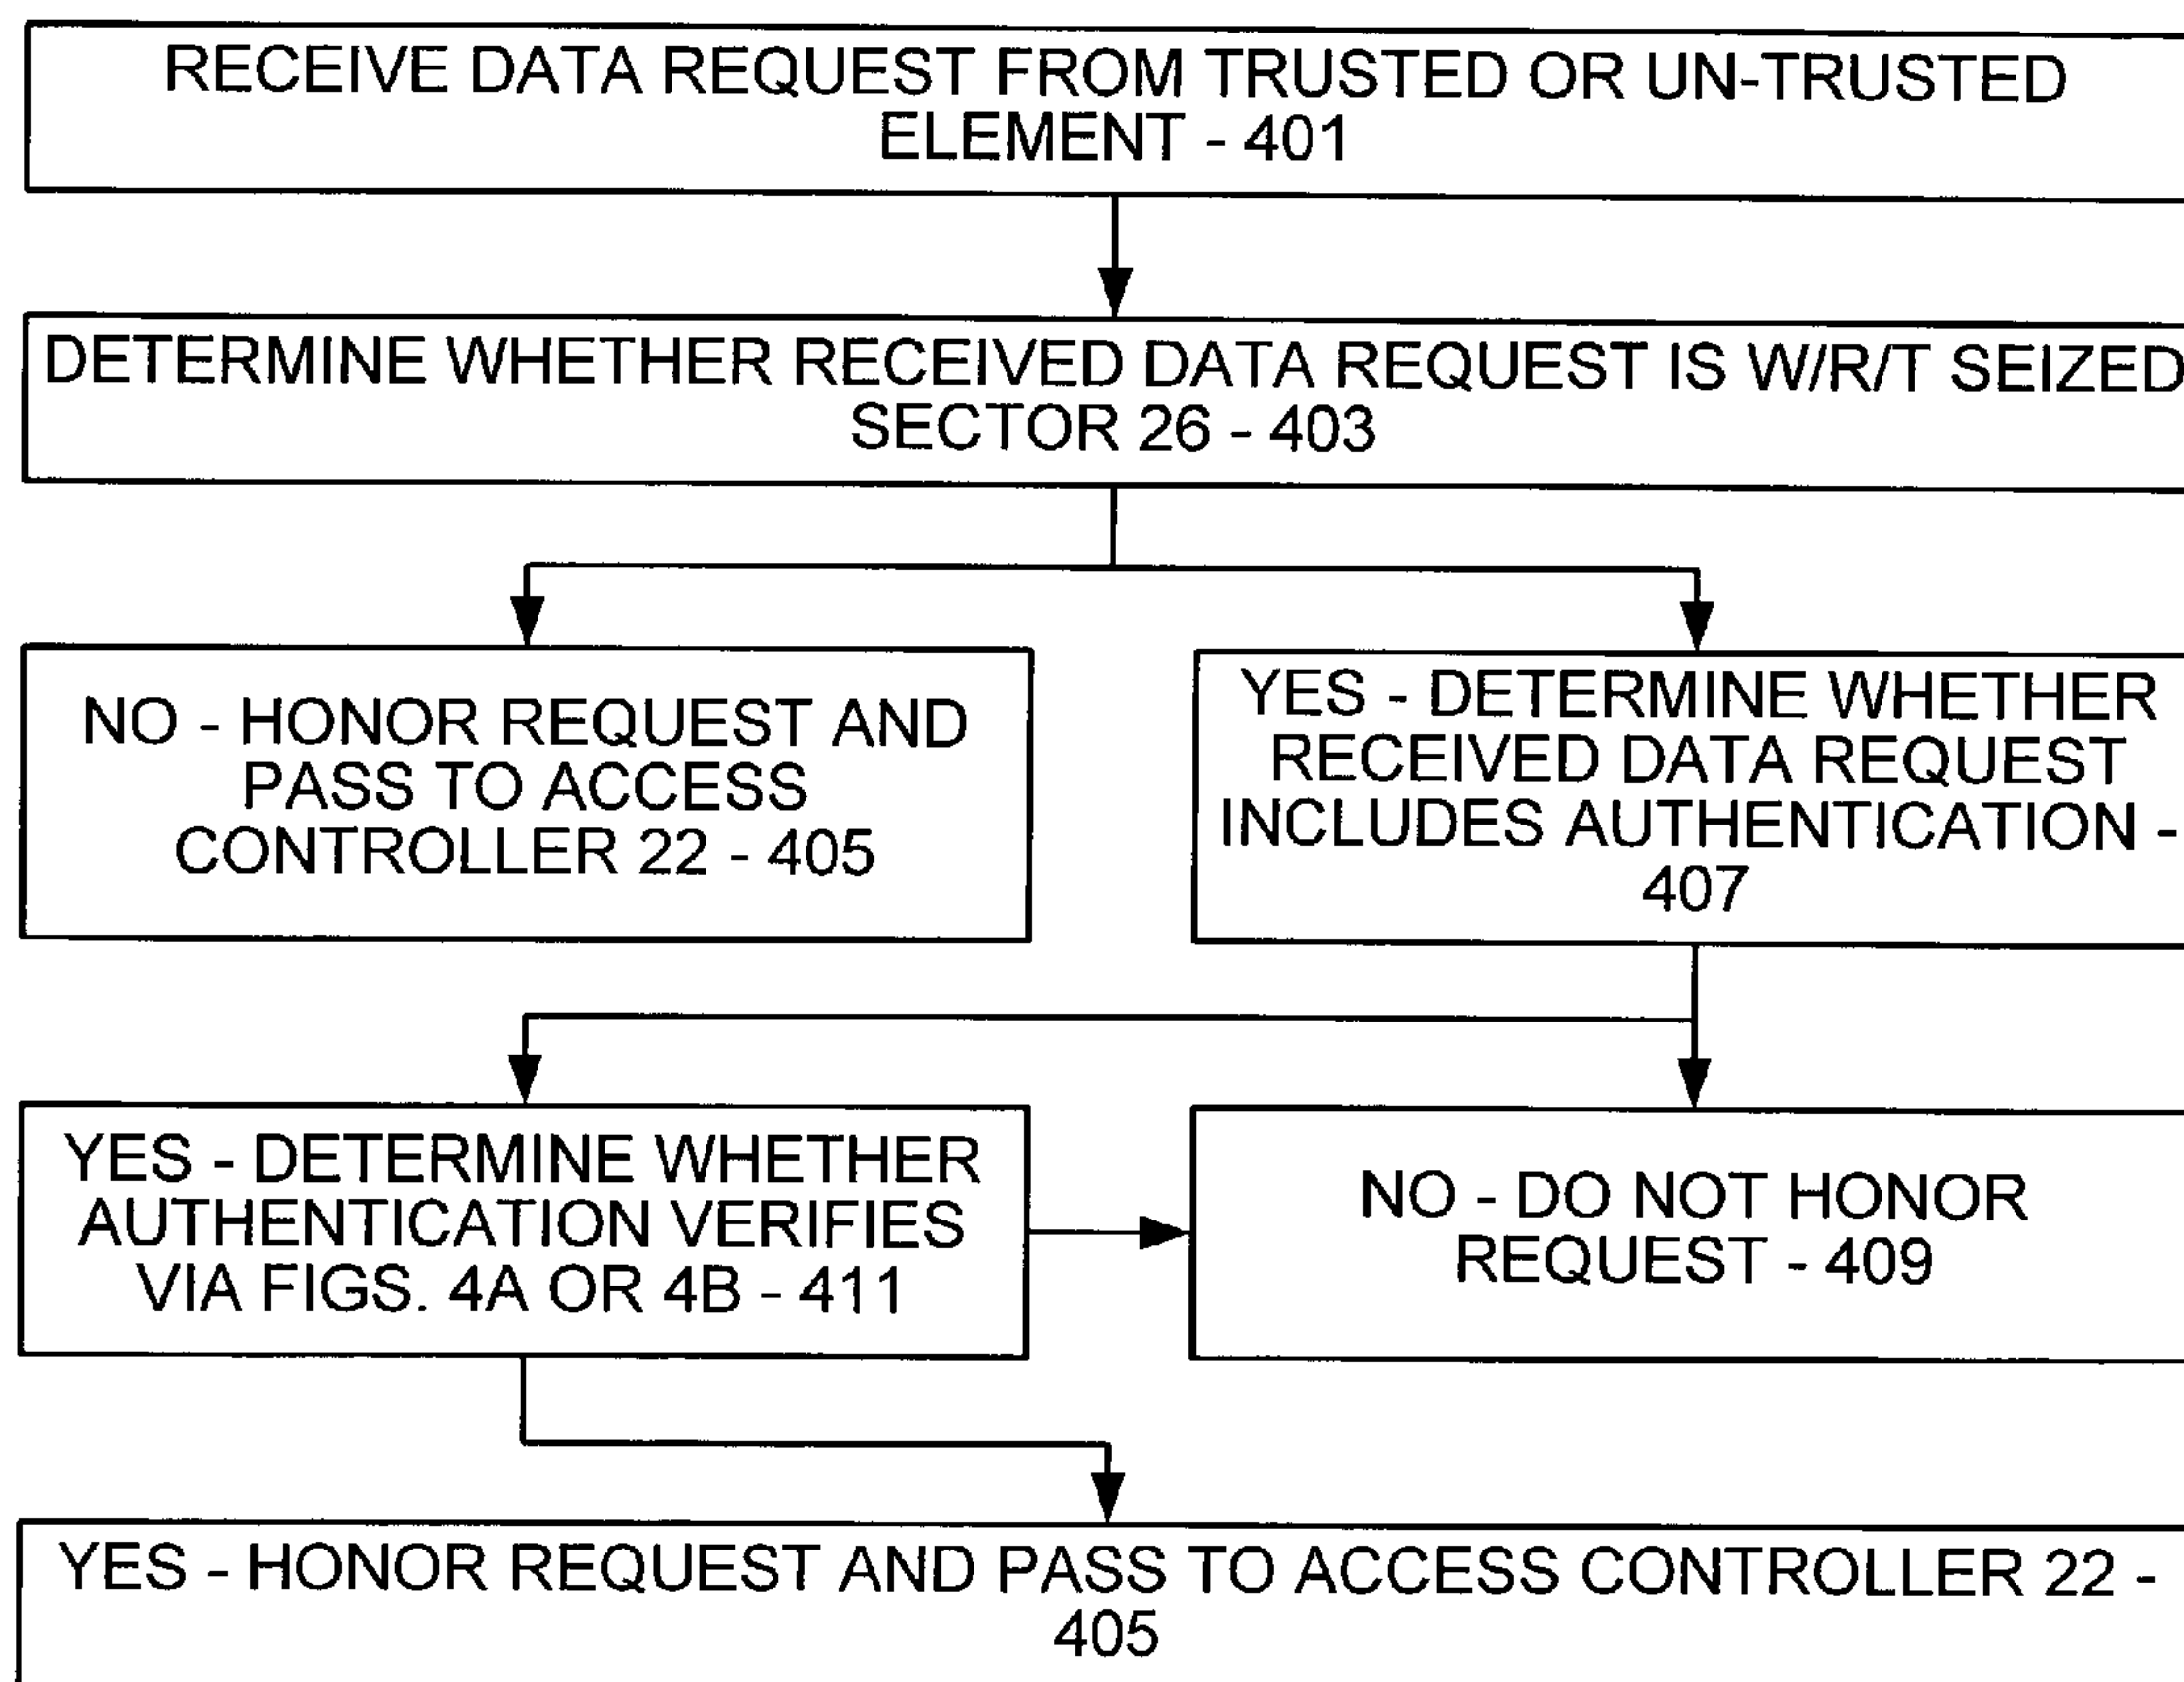 RECEIVE DATA REQUEST FROM TRUSTED OR UN-TRUSTED
ELEMENT - 401
DETERMINE WHETHER RECEIVED DATA REQUEST IS W/R/T SEIZED
SECTOR 26 - 403
NO - HONOR REQUEST AND
PASS TO ACCESS
CONTROLLER 22 - 405
YES - DETERMINE WHETHER
RECEIVED DATA REQUEST
INCLUDES AUTHENTICATION -
407
YES - DETERMINE WHETHER
AUTHENTICATION VERIFIES
VIA FIGS. 4A OR 4B - 411
NO - DO NOT HONOR
REQUEST - 409
YES - HONOR REQUEST AND PASS TO ACCESS CONTROLLER 22 -
405